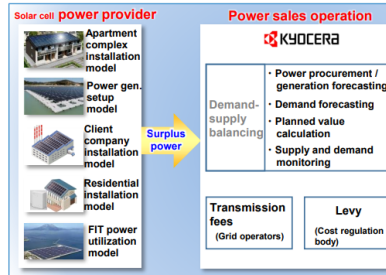 Solar cell power provider
Apartment
complex
installation
model
Power gen.
setup
model
Client
company
installation
model
Residential
installation
model
FIT power
utilization
model
Surplus
power
Power sales operation
KYOCERA
Demand-
supply
balancing
・Power procurement /
generation forecasting
・Demand forecasting
・Planned value
calculation
・Supply and demand
monitoring
Transmission
fees
(Grid operators)
Levy
(Cost regulation
body)